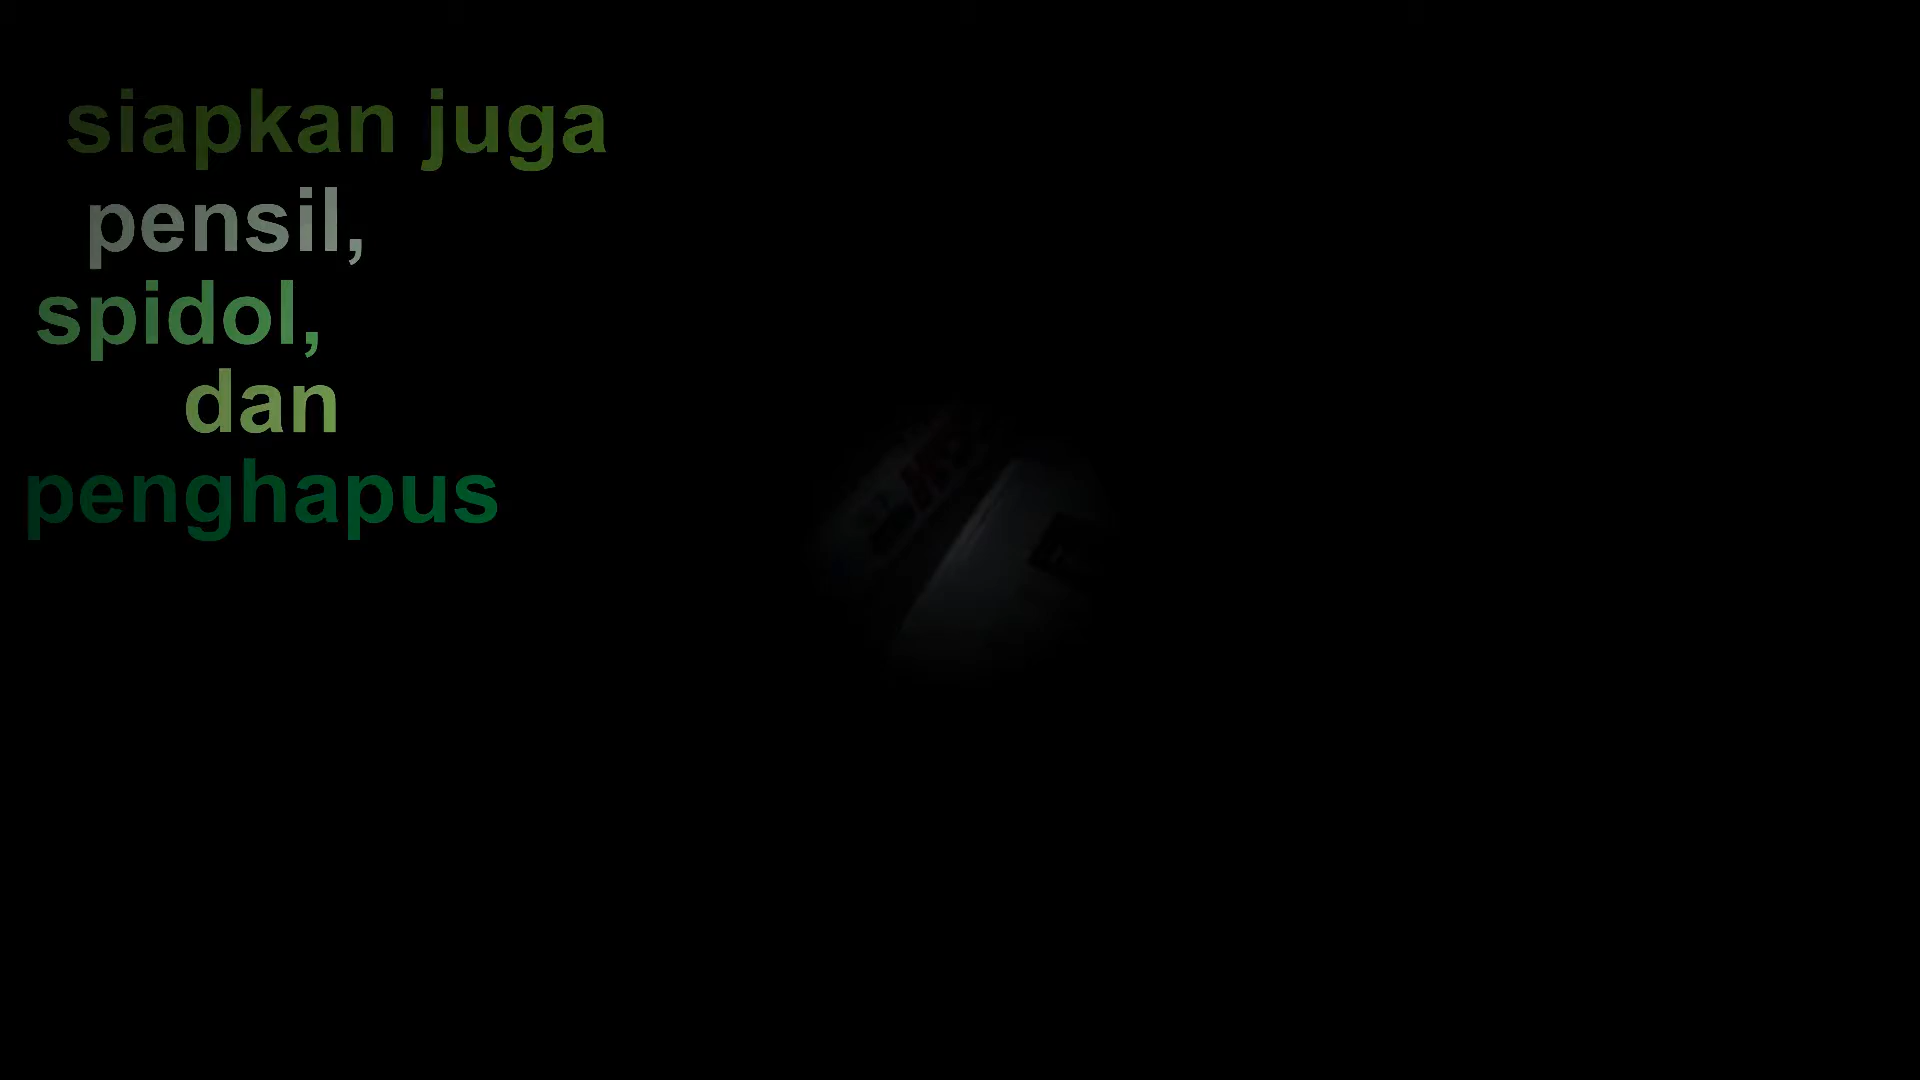 siapkan juga
pensil,
spidol,
dan
penghapus